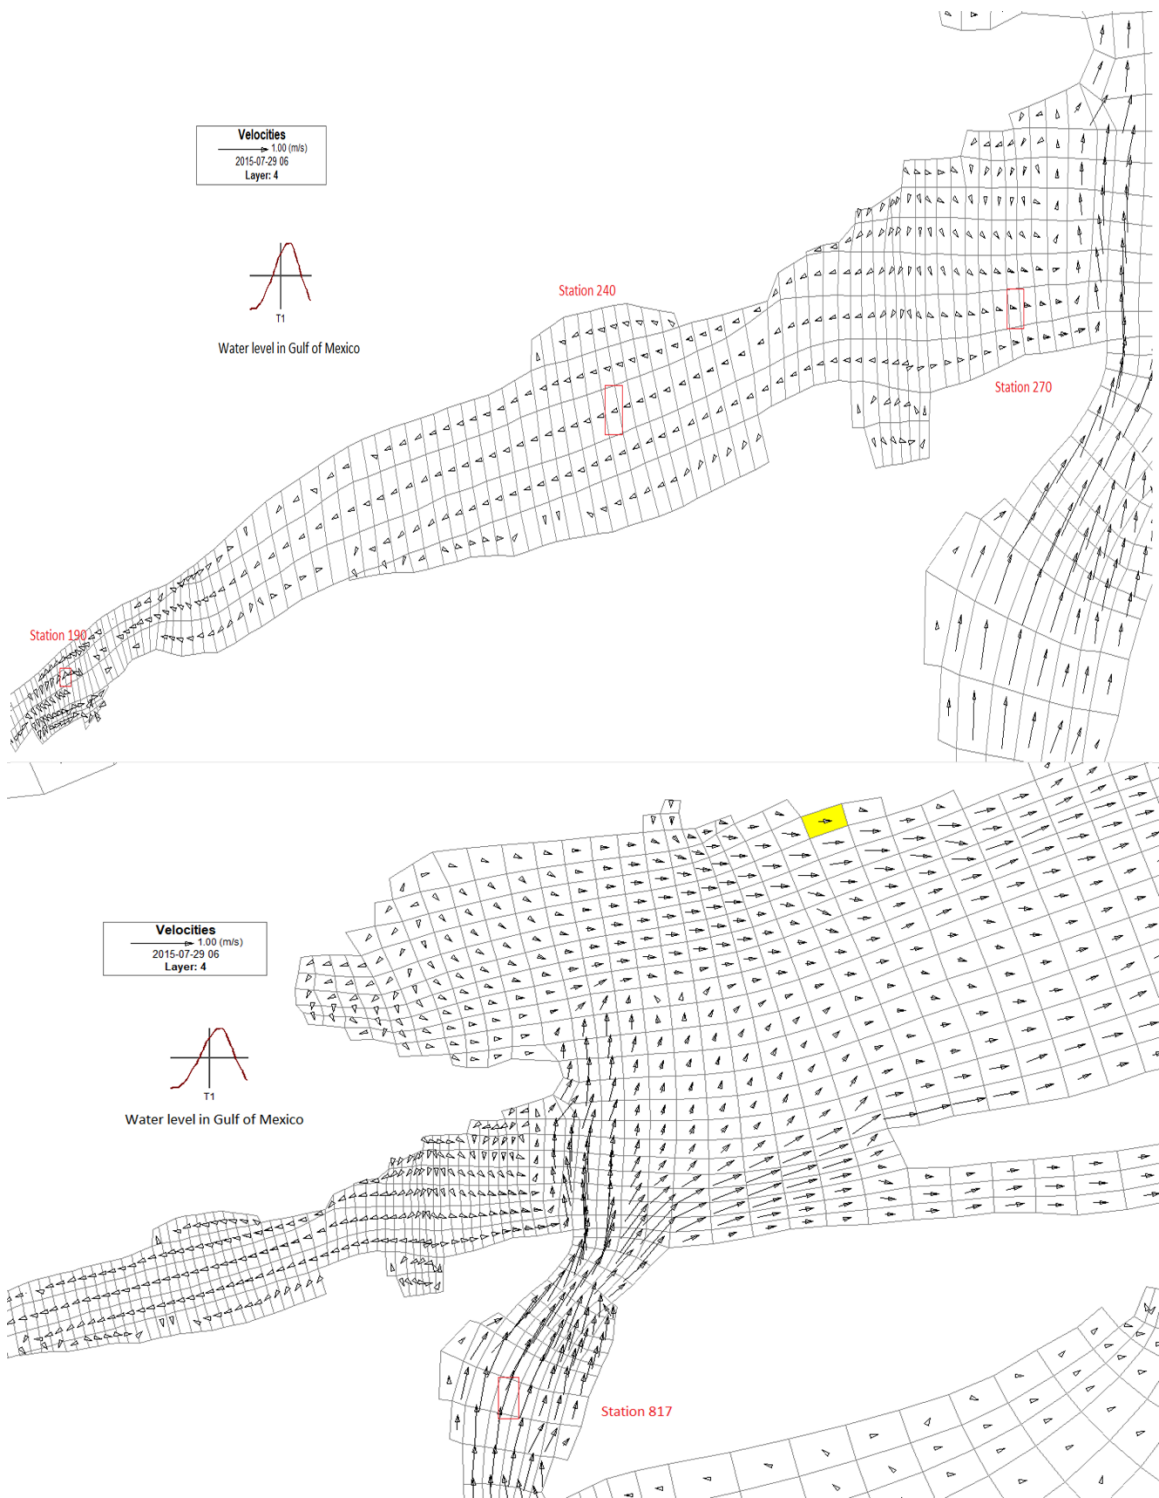 Velocities
1.00 (m/s)
2015-07-29 06
Layer: 4
T1
Water level in Gulf of Mexico
Station 240
Station 270
Station 190
Velocities
1.00 (m/s)
2015-07-29 06
Layer: 4
T1
Water level in Gulf of Mexico
Station 817